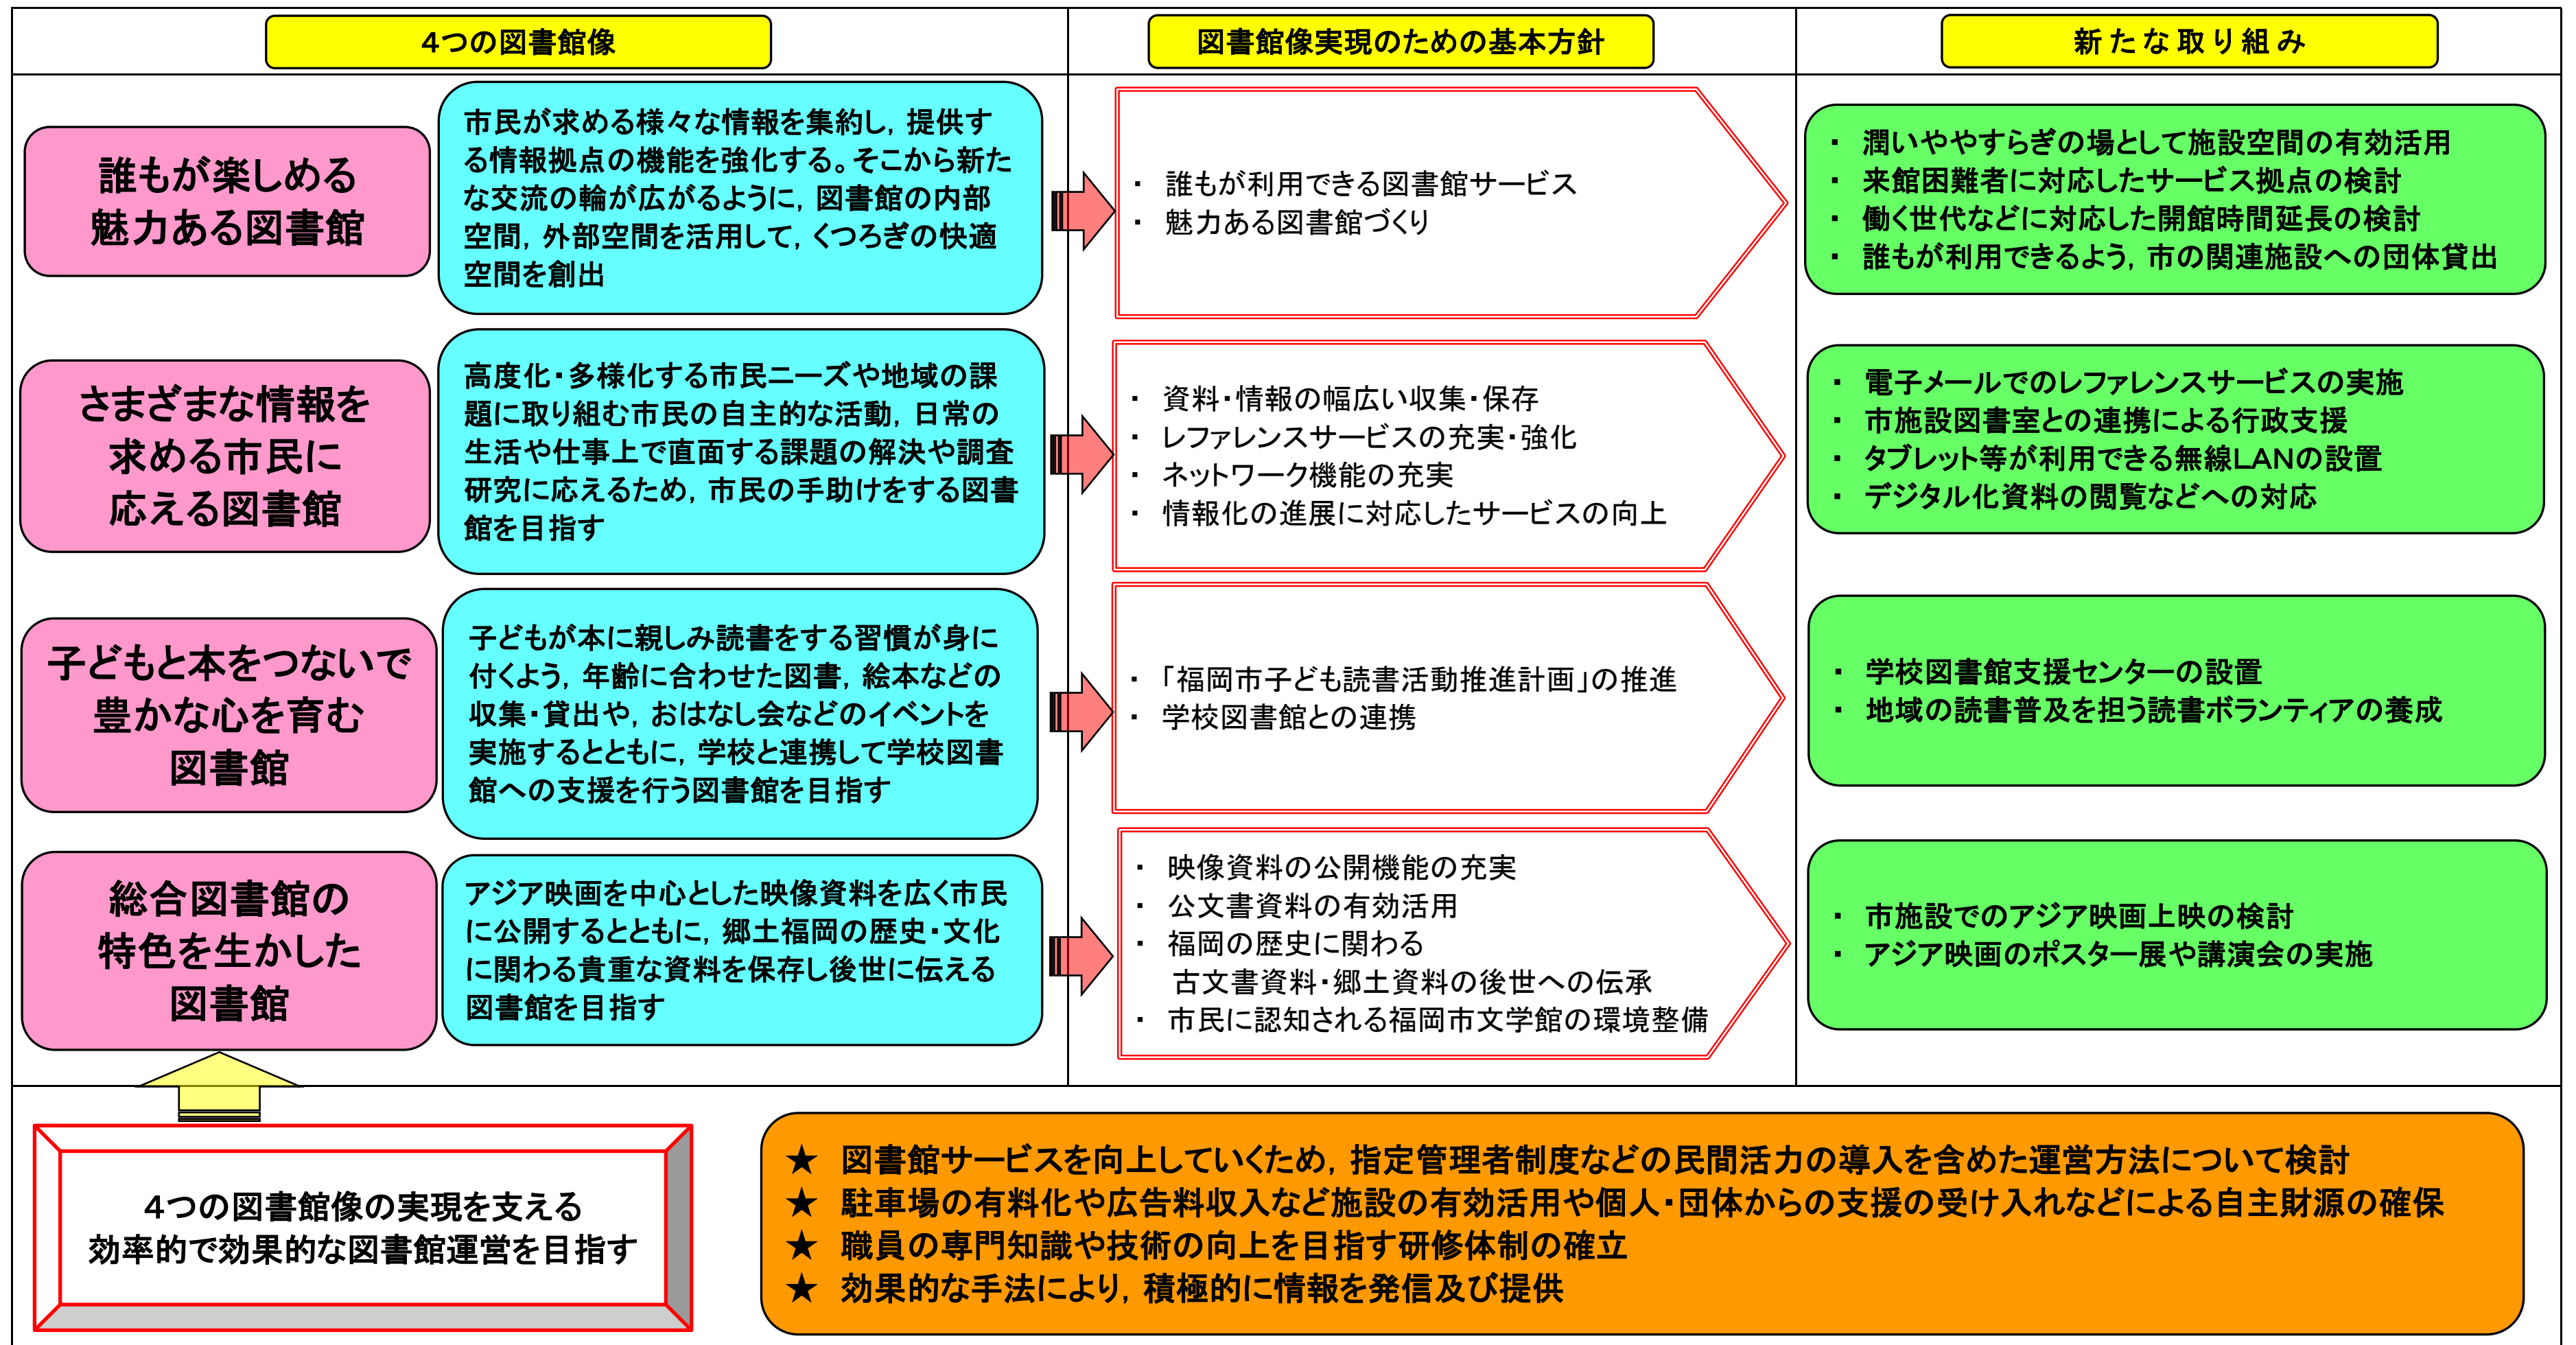 4つの図書館像
図書館像実現のための基本方針
新たな取り組み
誰もが楽しめる
魅力ある図書館
市民が求める様々な情報を集約し，提供す
る情報拠点の機能を強化する。そこから新た
な交流の輪が広がるように，図書館の内部
空間，外部空間を活用して，くつろぎの快適
空間を創出
・ 誰もが利用できる図書館サービス
・ 魅力ある図書館づくり
・ 潤いややすらぎの場として施設空間の有効活用
・ 来館困難者に対応したサービス拠点の検討
・ 働く世代などに対応した開館時間延長の検討
・ 誰もが利用できるよう，市の関連施設への団体貸出
さまざまな情報を
求める市民に
応える図書館
高度化・多様化する市民ニーズや地域の課
題に取り組む市民の自主的な活動，日常の
生活や仕事上で直面する課題の解決や調査
研究に応えるため，市民の手助けをする図書
館を目指す
・ 資料・情報の幅広い収集・保存
・ レファレンスサービスの充実・強化
・ ネットワーク機能の充実
・ 情報化の進展に対応したサービスの向上
・ 電子メールでのレファレンスサービスの実施
・ 市施設図書室との連携による行政支援
・ タブレット等が利用できる無線LANの設置
・ デジタル化資料の閲覧などへの対応
子どもと本をつないで
豊かな心を育む
図書館
子どもが本に親しみ読書をする習慣が身に
付くよう，年齢に合わせた図書，絵本などの
収集・貸出や，おはなし会などのイベントを
実施するとともに，学校と連携して学校図書
館への支援を行う図書館を目指す
・ 「福岡市子ども読書活動推進計画」の推進
・ 学校図書館との連携
・ 学校図書館支援センターの設置
・ 地域の読書普及を担う読書ボランティアの養成
総合図書館の
特色を生かした
図書館
アジア映画を中心とした映像資料を広く市民
に公開するとともに，郷土福岡の歴史・文化
に関わる貴重な資料を保存し後世に伝える
図書館を目指す
・ 映像資料の公開機能の充実
・ 公文書資料の有効活用
・ 福岡の歴史に関わる
古文書資料・郷土資料の後世への伝承
・ 市民に認知される福岡市文学館の環境整備
・ 市施設でのアジア映画上映の検討
・ アジア映画のポスター展や講演会の実施
4つの図書館像の実現を支える
効率的で効果的な図書館運営を目指す
★ 図書館サービスを向上していくため，指定管理者制度などの民間活力の導入を含めた運営方法について検討
★ 駐車場の有料化や広告料収入など施設の有効活用や個人・団体からの支援の受け入れなどによる自主財源の確保
★ 職員の専門知識や技術の向上を目指す研修体制の確立
★ 効果的な手法により，積極的に情報を発信及び提供